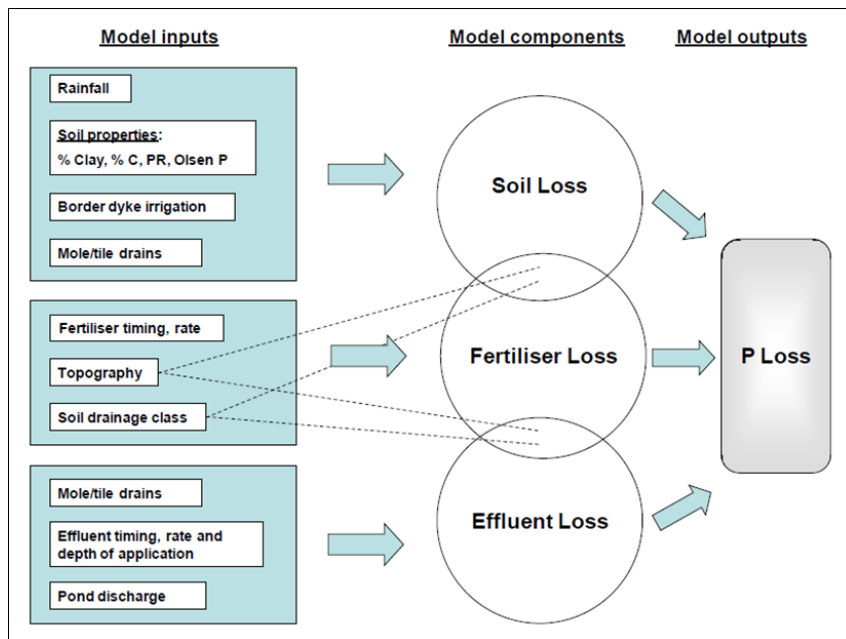 Model inputs
Model components
Model outputs
Rainfall
Soil properties:
% Clay, % C, PR, Olsen P
Border dyke irrigation
Mole/tile drains
Fertiliser timing, rate
Topography
Soil drainage class
Mole/tile drains
Effluent timing, rate and
depth of application
Pond discharge
Soil Loss
Fertiliser Loss
Effluent Loss
P Loss